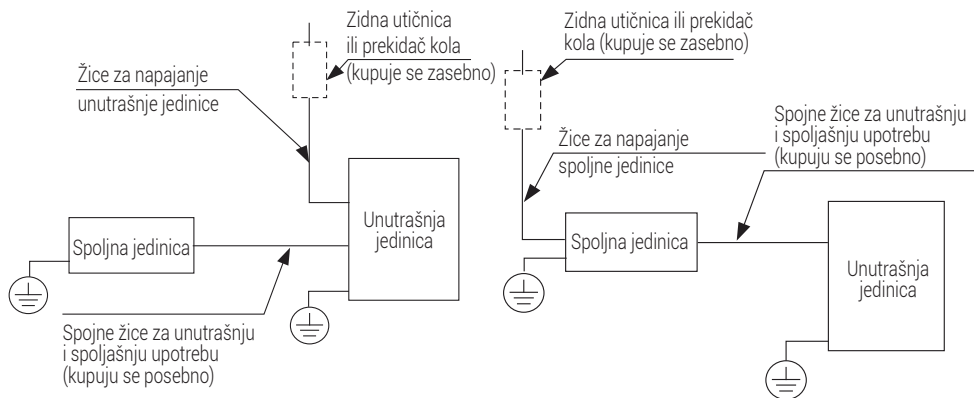 Zidna utičnica
ili prekidač kola
(kupuje se zasebno)
Žice za napajanje
unutrašnje jedinice
Unutrašnja
jedinica
Spoljna jedinica
Spojne žice za unutrašnju
i spoljašnju upotrebu
(kupuju se posebno)
Zidna utičnica ili prekidač
kola (kupuje se zasebno)
Žice za napajanje
spoljne jedinice
Spojne žice za unutrašnju
i spoljašnju upotrebu
(kupuju se posebno)
Spoljna jedinica
Unutrašnja
jedinica